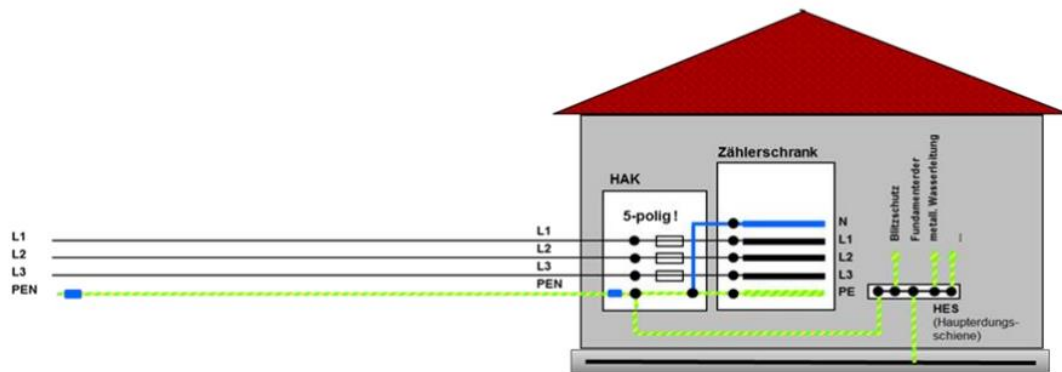 Zählerschrank
HAK
5-polig !
L1
L2
L3
PEN
L1
L2
L3
PEN
N
L1
L2
L3
PE
Blitzschutz
Fundamenterder
metall. Wasserleitung
...
HES
(Haupterdungs-
schiene)